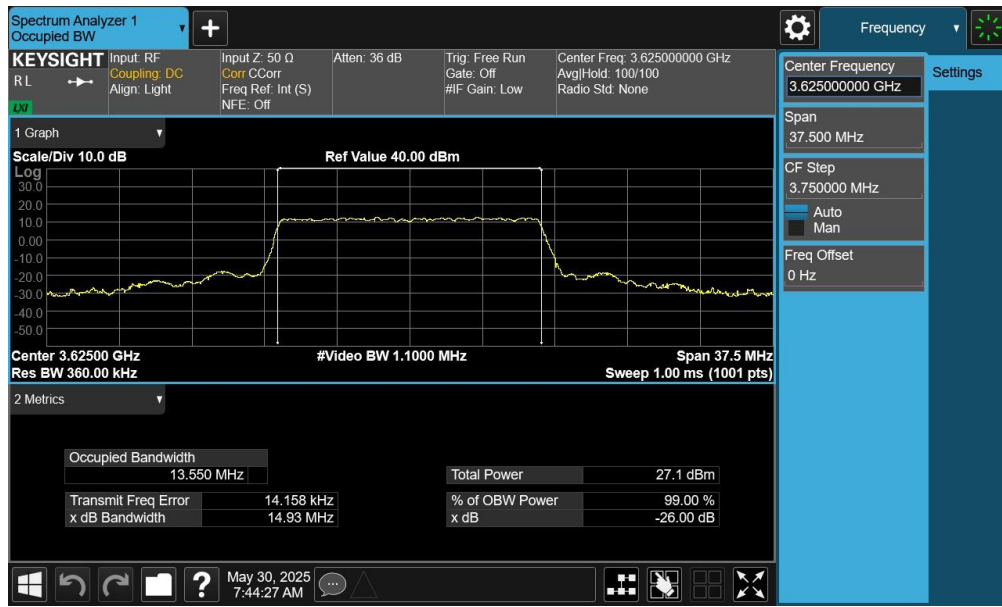 Spectrum Analyzer 1
Occupied BW
+
Frequency
KEYSIGHT
R L
LXI
Input: RF
Coupling: DC
Align: Light
Input Z: 50 Ω
Corr CCorr
Freq Ref: Int (S)
NFE: Off
Atten: 36 dB
Trig: Free Run
Gate: Off
#IF Gain: Low
Center Freq: 3.625000000 GHz
Avg|Hold: 100/100
Radio Std: None
Center Frequency
3.625000000 GHz
Settings
Span
37.500 MHz
CF Step
3.750000 MHz
Auto
Man
Freq Offset
0 Hz
1 Graph
Scale/Div 10.0 dB
Ref Value 40.00 dBm
Log
30.0
20.0
10.0
0.00
-10.0
-20.0
-30.0
-40.0
-50.0
Center 3.62500 GHz
#Video BW 1.1000 MHz
Span 37.5 MHz
Res BW 360.00 kHz
Sweep 1.00 ms (1001 pts)
2 Metrics
Occupied Bandwidth
13.550 MHz
Total Power 27.1 dBm
Transmit Freq Error 14.158 kHz
% of OBW Power 99.00 %
x dB Bandwidth 14.93 MHz
x dB -26.00 dB
?
May 30, 2025
7:44:27 AM